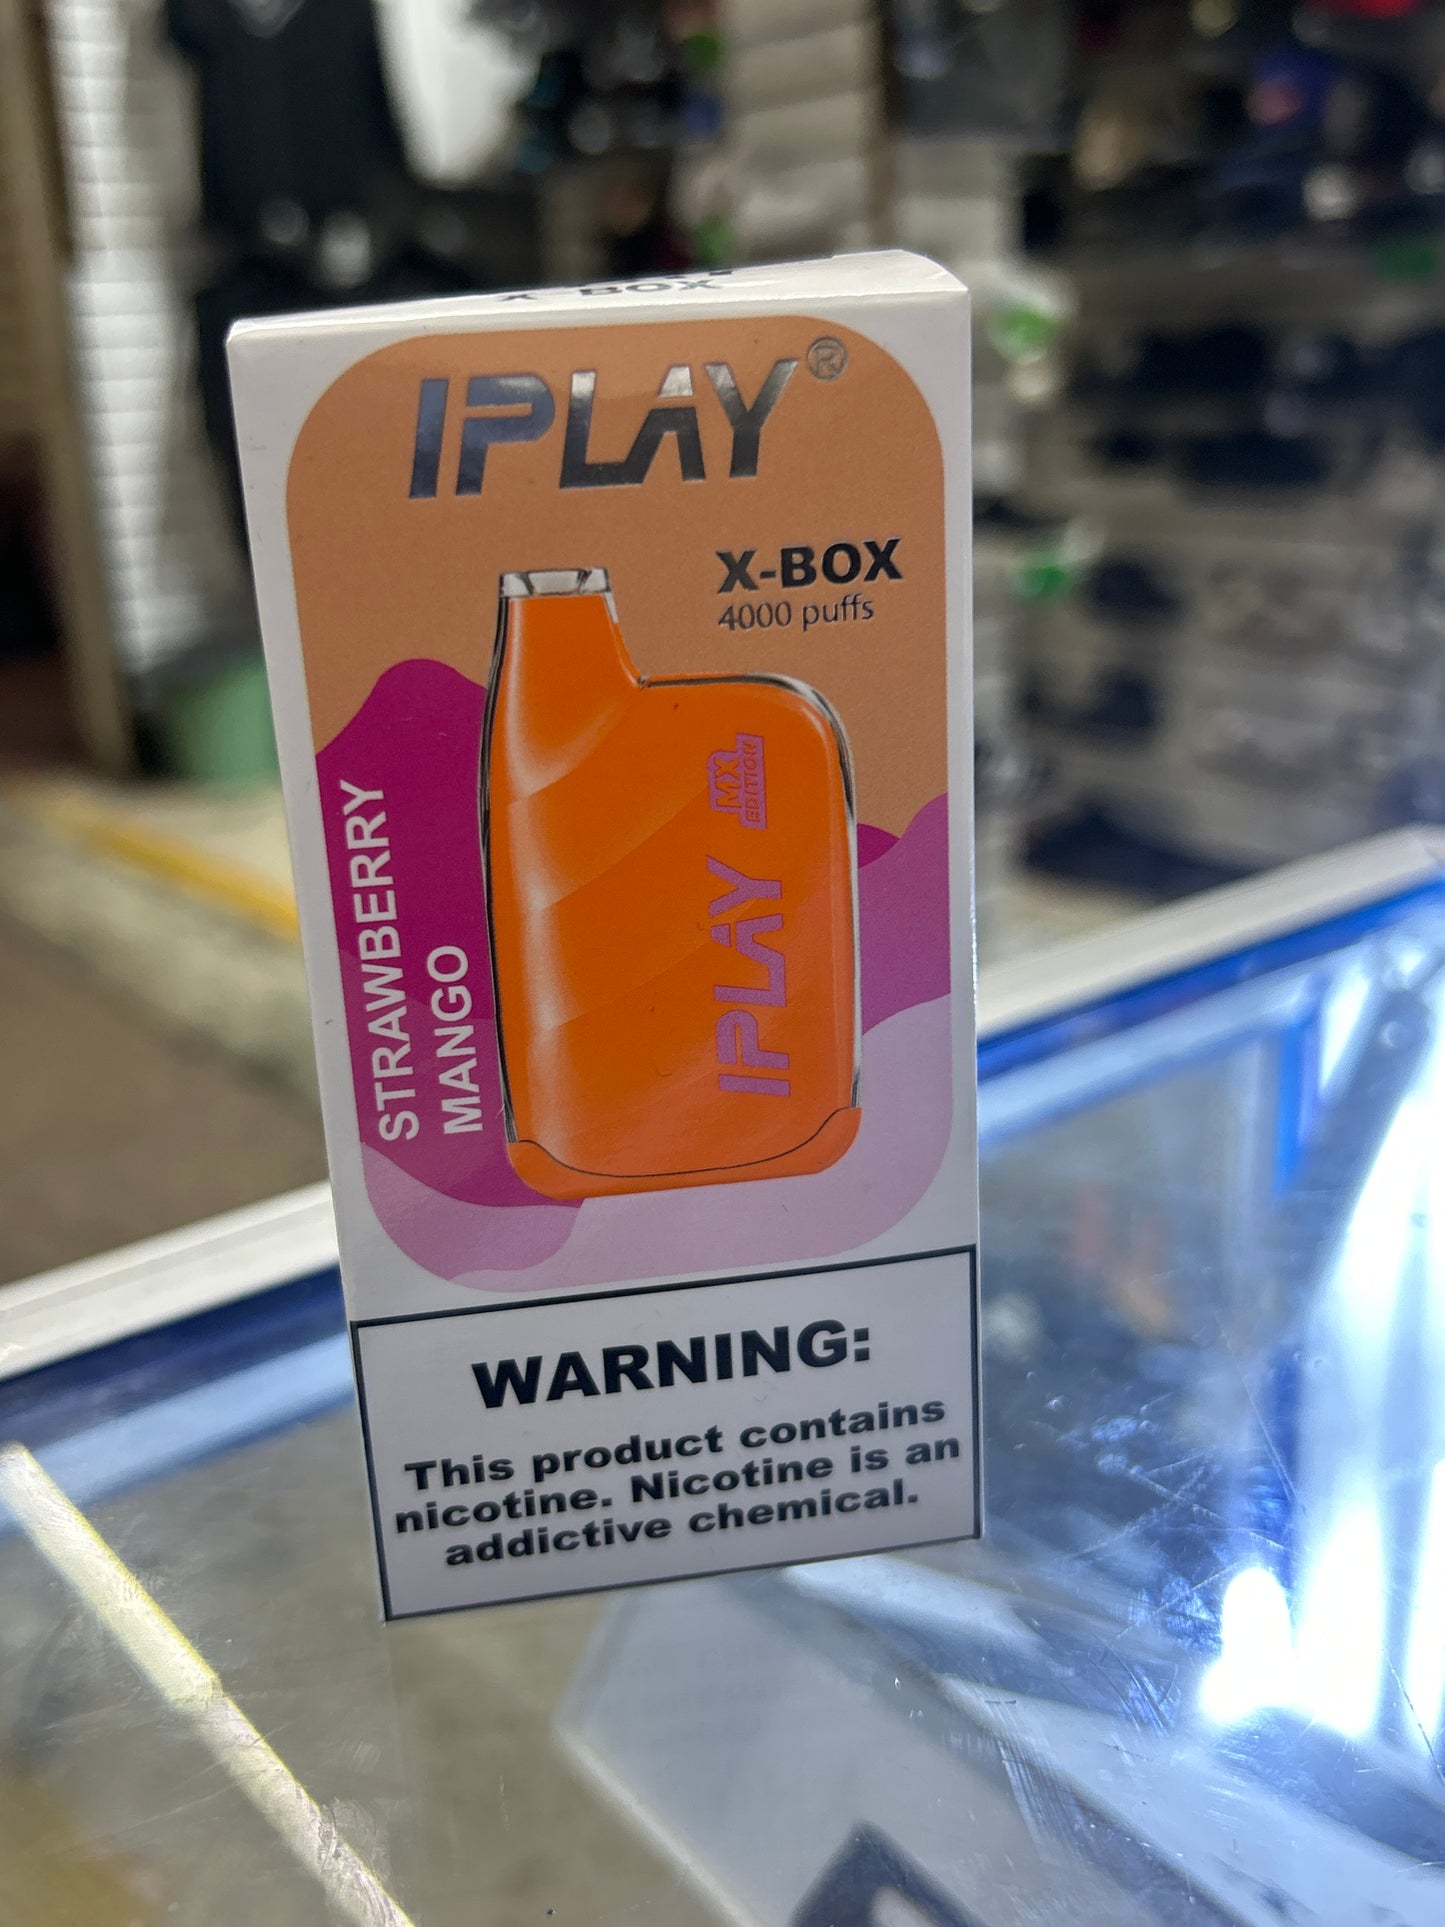 X-BOX
IPLAY®
X-BOX
4000 puffs
MX
EDITION
IPLAY
STRAWBERRY
MANGO
WARNING:
This product contains
nicotine. Nicotine is an
addictive chemical.